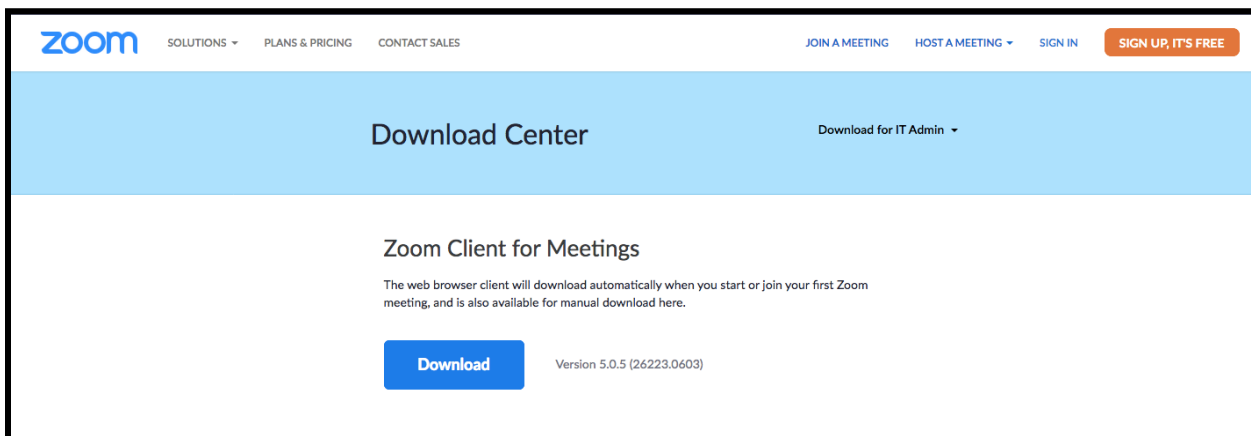 zoom SOLUTIONS PLANS & PRICING CONTACT SALES JOIN A MEETING HOST A MEETING SIGN IN SIGN UP, IT'S FREE
Download Center Download for IT Admin
Zoom Client for Meetings
The web browser client will download automatically when you start or join your first Zoom
meeting, and is also available for manual download here.
Download Version 5.0.5 (26223.0603)